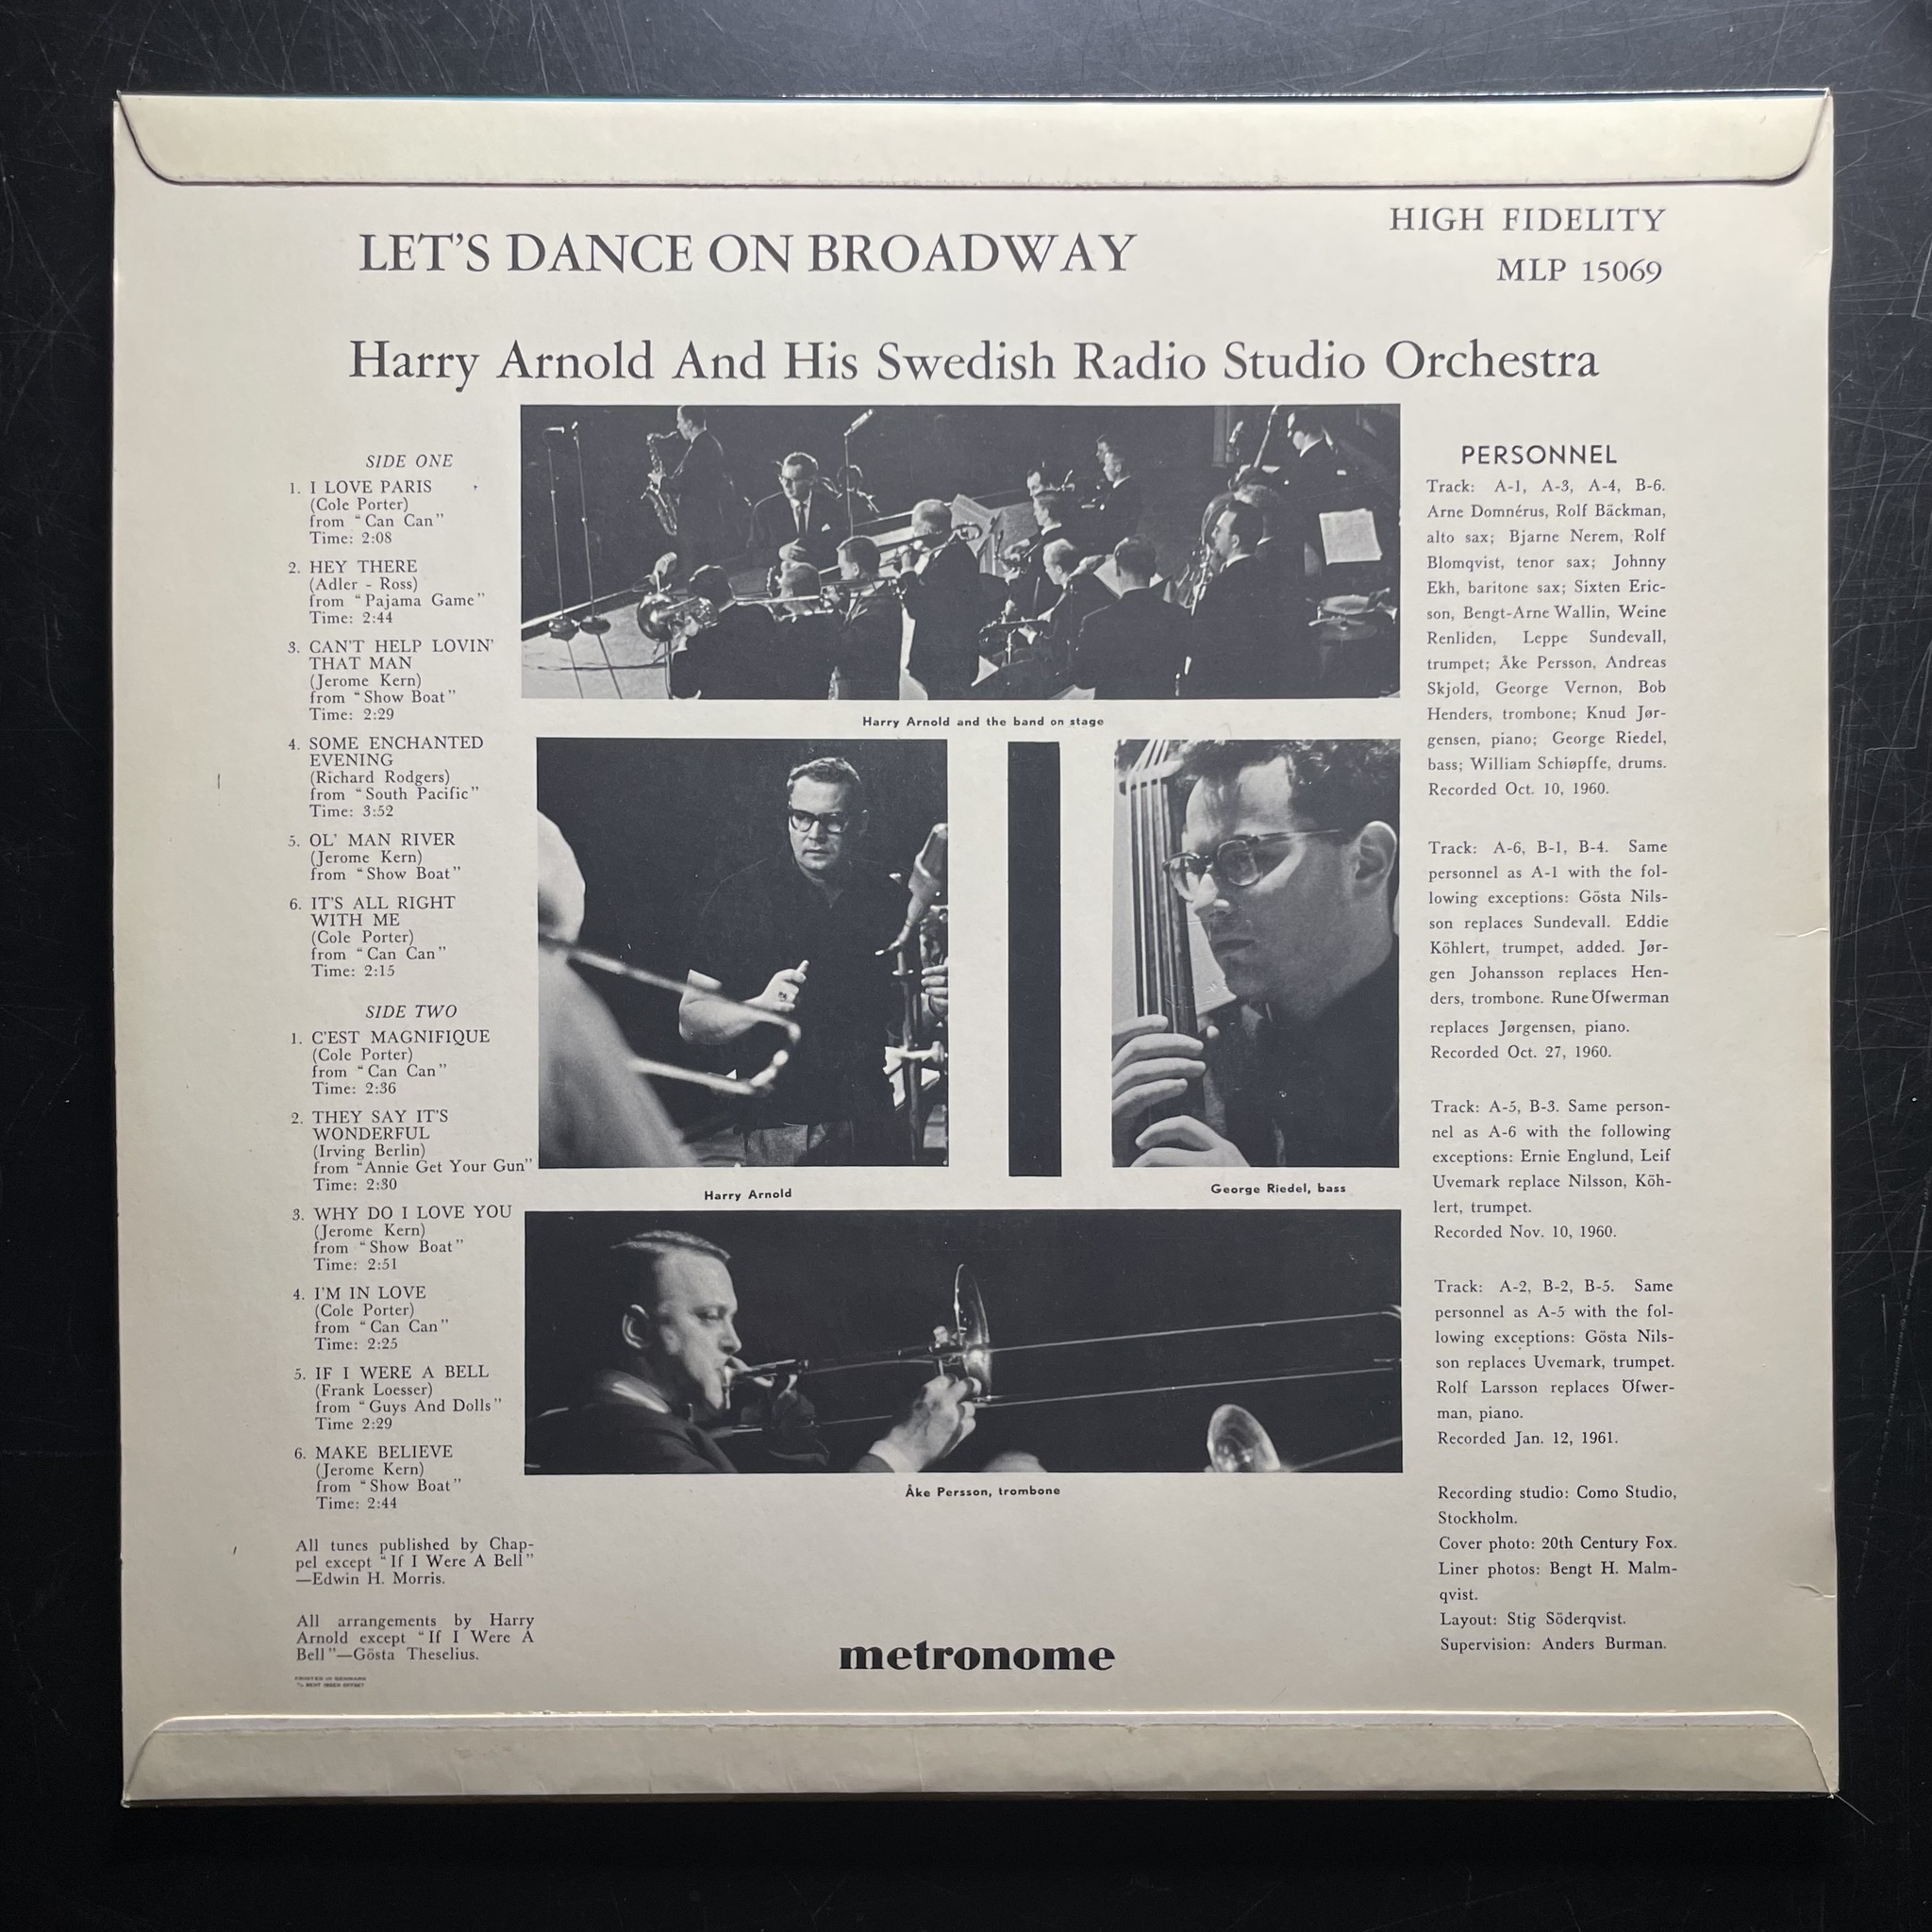 LET'S DANCE ON BROADWAY
HIGH FIDELITY
MLP 15069
Harry Arnold And His Swedish Radio Studio Orchestra
SIDE ONE
1. I LOVE PARIS
(Cole Porter)
from “Can Can”
Time: 2:08
2. HEY THERE
(Adler - Ross)
from “Pajama Game”
Time: 2:44
3. CAN'T HELP LOVIN'
THAT MAN
(Jerome Kern)
from “Show Boat”
Time: 2:29
4. SOME ENCHANTED
EVENING
(Richard Rodgers)
from “South Pacific”
Time: 3:52
5. OL' MAN RIVER
(Jerome Kern)
from “Show Boat”
6. IT'S ALL RIGHT
WITH ME
(Cole Porter)
from “Can Can”
Time: 2:15
SIDE TWO
1. C'EST MAGNIFIQUE
(Cole Porter)
from “Can Can”
Time: 2:36
2. THEY SAY IT'S
WONDERFUL
(Irving Berlin)
from “Annie Get Your Gun”
Time: 2:30
3. WHY DO I LOVE YOU
(Jerome Kern)
from “Show Boat”
Time: 2:51
4. I'M IN LOVE
(Cole Porter)
from “Can Can”
Time: 2:25
5. IF I WERE A BELL
(Frank Loesser)
from “Guys And Dolls”
Time 2:29
6. MAKE BELIEVE
(Jerome Kern)
from “Show Boat”
Time: 2:44
All tunes published by Chap-
pel except “If I Were A Bell”
—Edwin H. Morris.
All arrangements by Harry
Arnold except “If I Were A
Bell”—Gösta Theselius.
PRINTED IN DENMARK
Harry Arnold and the band on stage
Harry Arnold
George Riedel, bass
Åke Persson, trombone
metronome
PERSONNEL
Track: A-1, A-3, A-4, B-6.
Arne Domnérus, Rolf Bäckman,
alto sax; Bjarne Nerem, Rolf
Blomqvist, tenor sax; Johnny
Ekh, baritone sax; Sixten Eric-
son, Bengt-Arne Wallin, Weine
Renliden, Leppe Sundevall,
trumpet; Åke Persson, Andreas
Skjold, George Vernon, Bob
Henders, trombone; Knud Jør-
gensen, piano; George Riedel,
bass; William Schiøpffe, drums.
Recorded Oct. 10, 1960.
Track: A-6, B-1, B-4. Same
personnel as A-1 with the fol-
lowing exceptions: Gösta Nils-
son replaces Sundevall. Eddie
Köhlert, trumpet, added. Jør-
gen Johansson replaces Hen-
ders, trombone. Rune Öfwerman
replaces Jørgensen, piano.
Recorded Oct. 27, 1960.
Track: A-5, B-3. Same person-
nel as A-6 with the following
exceptions: Ernie Englund, Leif
Uvemark replace Nilsson, Köh-
lert, trumpet.
Recorded Nov. 10, 1960.
Track: A-2, B-2, B-5. Same
personnel as A-5 with the fol-
lowing exceptions: Gösta Nils-
son replaces Uvemark, trumpet.
Rolf Larsson replaces Öfwer-
man, piano.
Recorded Jan. 12, 1961.
Recording studio: Como Studio,
Stockholm.
Cover photo: 20th Century Fox.
Liner photos: Bengt H. Malm-
qvist.
Layout: Stig Söderqvist.
Supervision: Anders Burman.